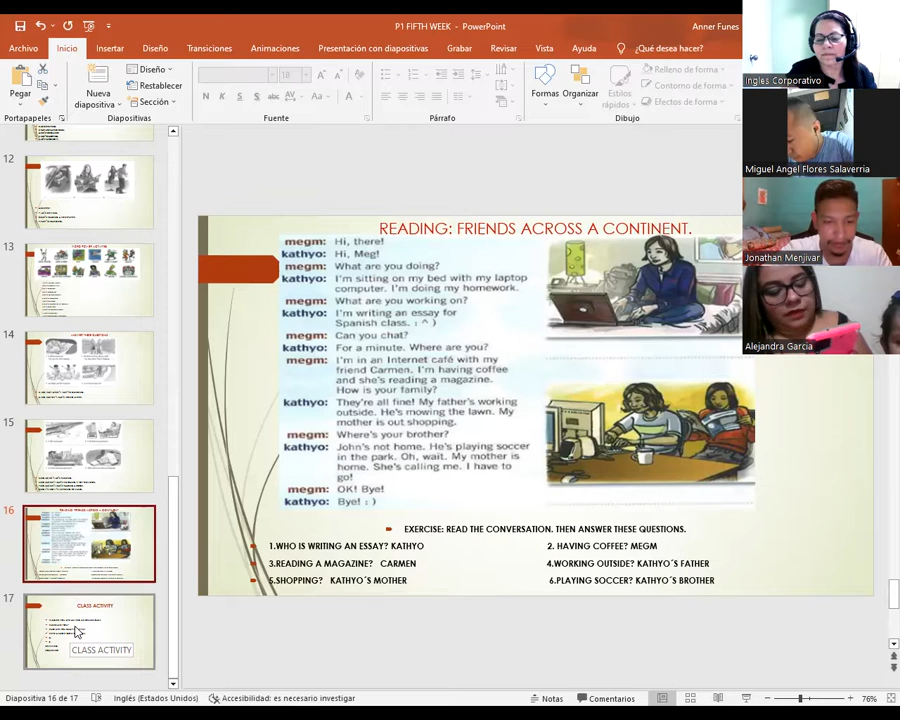 P1 FIFTH WEEK - PowerPoint
Anner Funes
Archivo Inicio Insertar Diseño Transiciones Animaciones Presentación con diapositivas Grabar Revisar Vista Ayuda ¿Qué desea hacer?
Pegar
Nueva diapositiva
Diseño
Restablecer
Sección
18
N K S S abc AV Aa A
Formas
Organizar
Estilos rápidos
Relleno de forma
Contorno de forma
Efectos de forma
Portapapeles Diapositivas Fuente Párrafo Dibujo
Ingles Corporativo
Miguel Angel Flores Salaverria
Jonathan Menjivar
Alejandra Garcia
12
13
14
15
16
17
CLASS ACTIVITY
CLASS ACTIVITY
READING: FRIENDS ACROSS A CONTINENT.
megm: Hi, there!
kathyo: Hi, Meg!
megm: What are you doing?
kathyo: I'm sitting on my bed with my laptop
computer. I'm doing my homework.
megm: What are you working on?
kathyo: I'm writing an essay for
Spanish class. : ^ )
megm: Can you chat?
kathyo: For a minute. Where are you?
megm: I'm in an Internet café with my
friend Carmen. I'm having coffee
and she's reading a magazine.
How is your family?
kathyo: They're all fine! My father's working
outside. He's mowing the lawn. My
mother is out shopping.
megm: Where's your brother?
kathyo: John's not home. He's playing soccer
in the park. Oh, wait. My mother is
home. She's calling me. I have to
go!
megm: OK! Bye!
kathyo: Bye! : )
EXERCISE: READ THE CONVERSATION. THEN ANSWER THESE QUESTIONS.
1.WHO IS WRITING AN ESSAY? KATHYO
2. HAVING COFFEE? MEGM
3.READING A MAGAZINE? CARMEN
4.WORKING OUTSIDE? KATHYO´S FATHER
5.SHOPPING? KATHYO´S MOTHER
6.PLAYING SOCCER? KATHYO´S BROTHER
Diapositiva 16 de 17 Inglés (Estados Unidos) Accesibilidad: es necesario investigar Notas Comentarios 76%